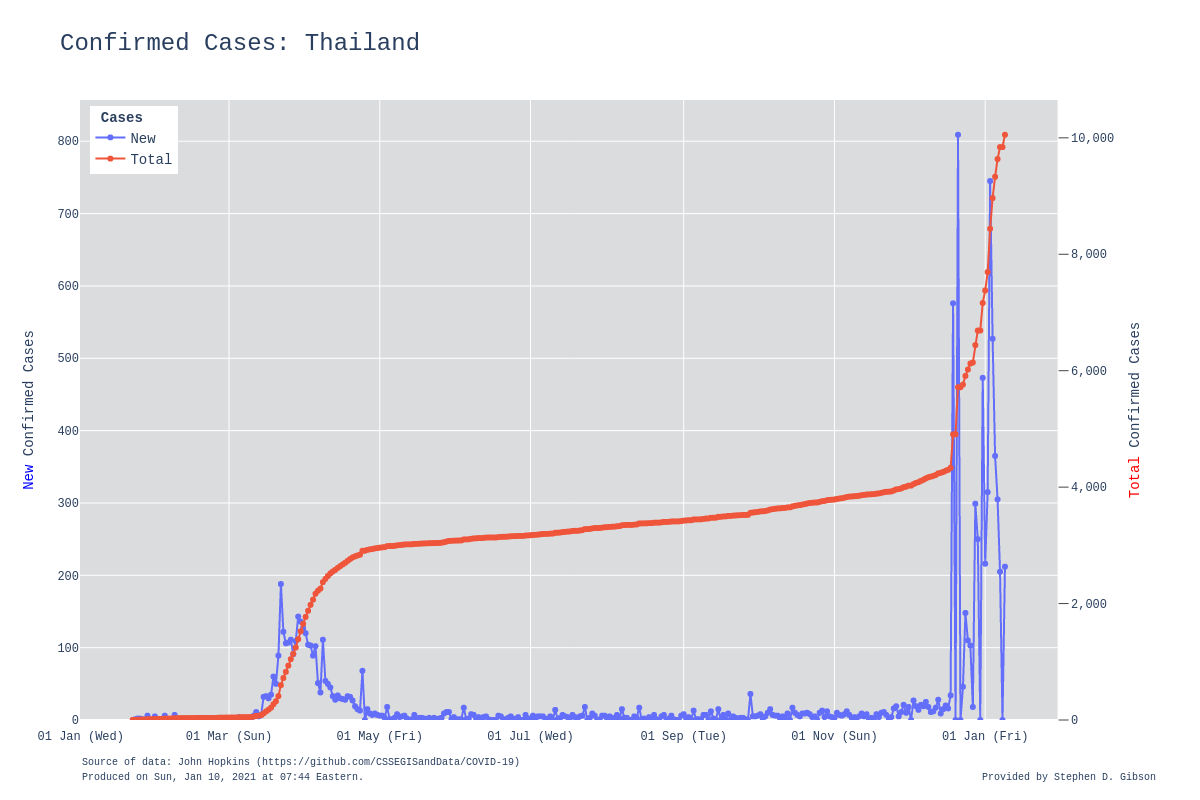 Confirmed Cases: Thailand
Cases
New
Total
800
700
600
500
400
300
200
100
0
New Confirmed Cases
10,000
8,000
6,000
4,000
2,000
0
Total Confirmed Cases
01 Jan (Wed)
01 Mar (Sun)
01 May (Fri)
01 Jul (Wed)
01 Sep (Tue)
01 Nov (Sun)
01 Jan (Fri)
Source of data: John Hopkins (https://github.com/CSSEGISandData/COVID-19)
Produced on Sun, Jan 10, 2021 at 07:44 Eastern.
Provided by Stephen D. Gibson